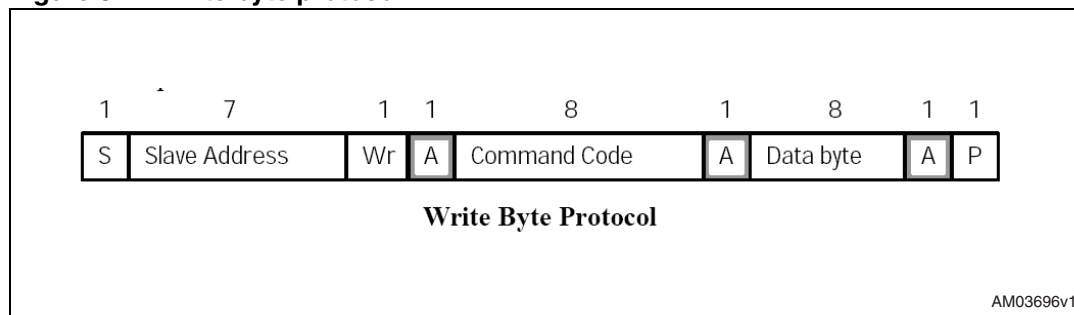 1 7 1 1 8 1 8 1 1
S Slave Address Wr A Command Code A Data byte A P
Write Byte Protocol
AM03696v1